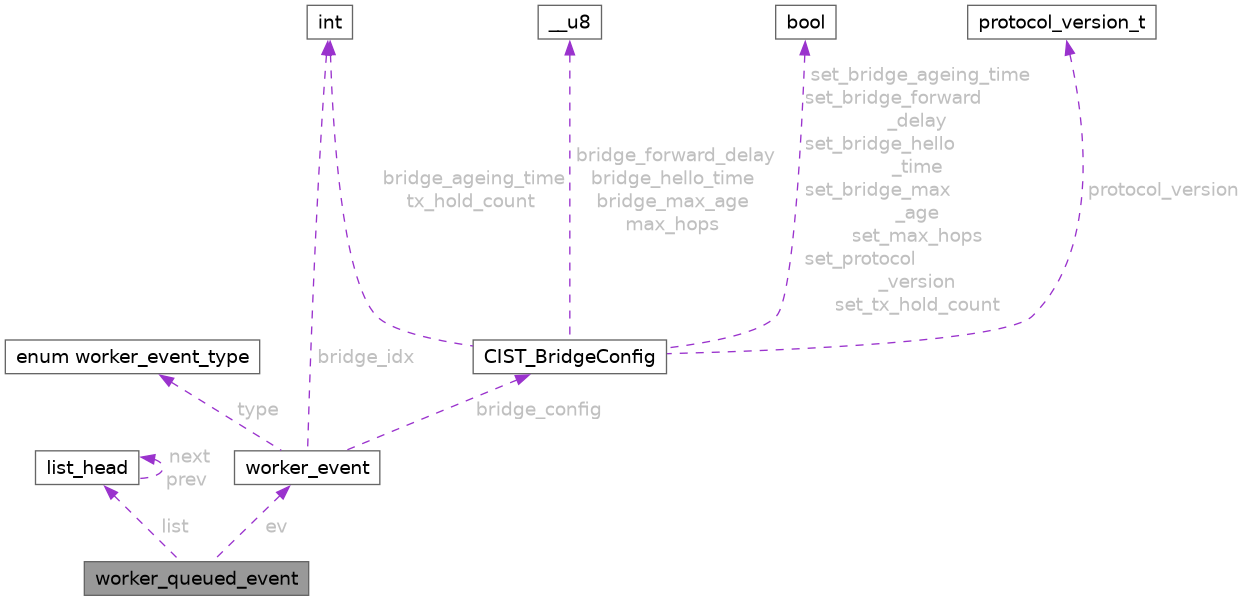 int
__u8
bool
protocol_version_t
set_bridge_ageing_time
set_bridge_forward
_delay
set_bridge_hello
_time
set_bridge_max
_age
set_max_hops
set_protocol
_version
set_tx_hold_count
bridge_forward_delay
bridge_hello_time
bridge_max_age
max_hops
bridge_ageing_time
tx_hold_count
protocol_version
enum worker_event_type
bridge_idx
CIST_BridgeConfig
type
bridge_config
list_head
next
prev
worker_event
list
ev
worker_queued_event